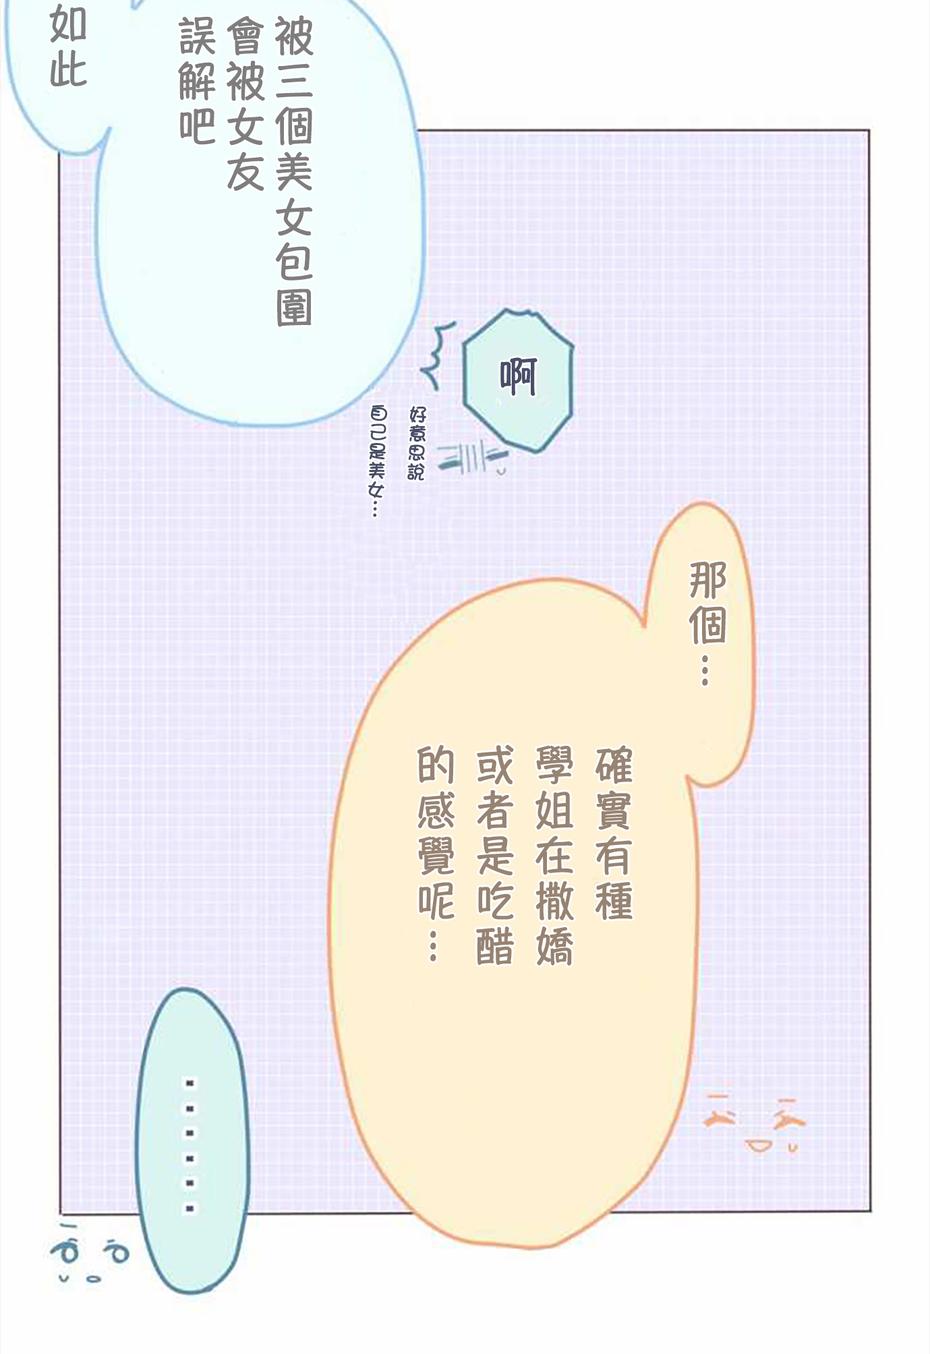 如此
被三個美女包圍
會被女友
誤解吧
啊
好意思說
自己是美女…
那個…
確實有種
學姐在撒嬌
或者是吃醋
的感覺呢…
......